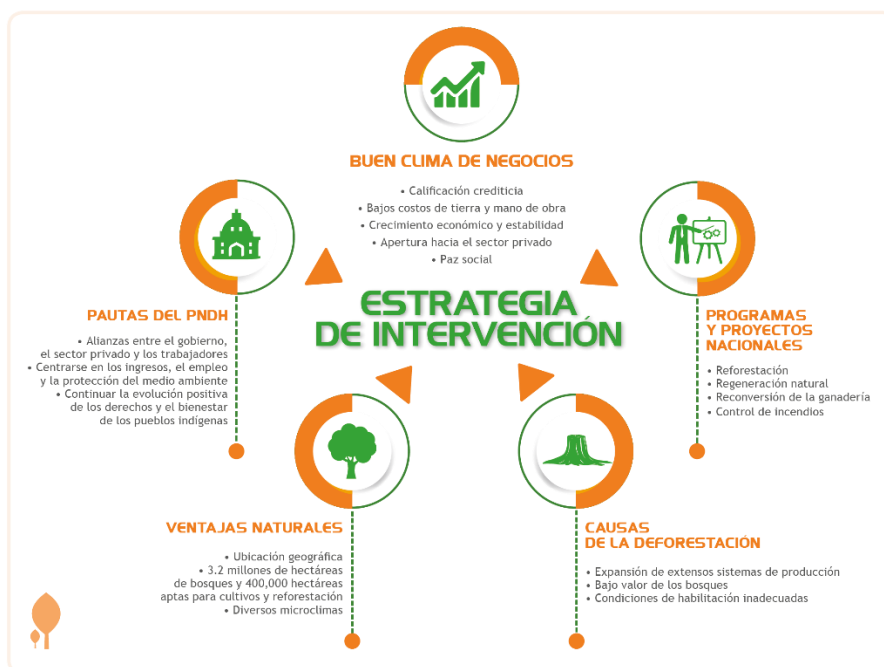 BUEN CLIMA DE NEGOCIOS
• Calificación crediticia
• Bajos costos de tierra y mano de obra
• Crecimiento económico y estabilidad
• Apertura hacia el sector privado
• Paz social
ESTRATEGIA
DE INTERVENCIÓN
PAUTAS DEL PNDH
• Alianzas entre el gobierno,
el sector privado y los trabajadores
• Centrarse en los ingresos, el empleo
y la protección del medio ambiente
• Continuar la evolución positiva
de los derechos y el bienestar
de los pueblos indígenas
PROGRAMAS
Y PROYECTOS
NACIONALES
• Reforestación
• Regeneración natural
• Reconversión de la ganadería
• Control de incendios
VENTAJAS NATURALES
• Ubicación geográfica
• 3.2 millones de hectáreas
de bosques y 400,000 hectáreas
aptas para cultivos y reforestación
• Diversos microclimas
CAUSAS
DE LA DEFORESTACIÓN
• Expansión de extensos sistemas de producción
• Bajo valor de los bosques
• Condiciones de habilitación inadecuadas